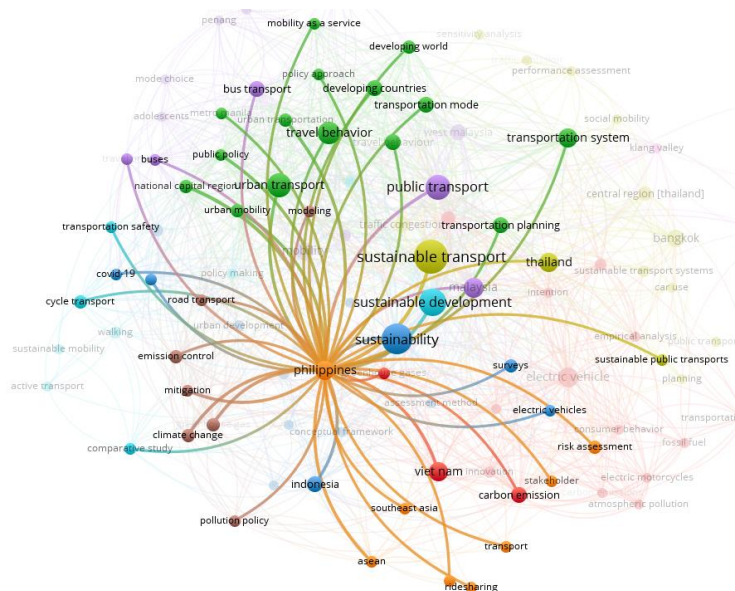 penang
mobility as a service
sensitivity analysis
developing world
mode choice
policy approach
performance assessment
bus transport
developing countries
transportation mode
adolescents
metro manila
urban transportation
social mobility
travel behavior
west malaysia
transportation system
travel behaviour
klang valley
buses
public policy
national capital region
urban transport
public transport
central region [thailand]
urban mobility
modeling
transportation safety
traffic congestion
transportation planning
bangkok
mobility
sustainable transport
thailand
covid-19
policy making
sustainable transport systems
malaysia
car use
cycle transport
road transport
sustainable development
intention
walking
urban development
sustainability
empirical analysis
sustainable mobility
emission control
public transport
sustainable public transports
philippines
surveys
electric vehicle
planning
active transport
mitigation
assessment method
electric vehicles
transportation
climate change
conceptual framework
consumer behavior
comparative study
risk assessment
fossil fuel
viet nam
innovation
indonesia
stakeholder
electric motorcycles
carbon emission
atmospheric pollution
southeast asia
pollution policy
transport
asean
ridesharing